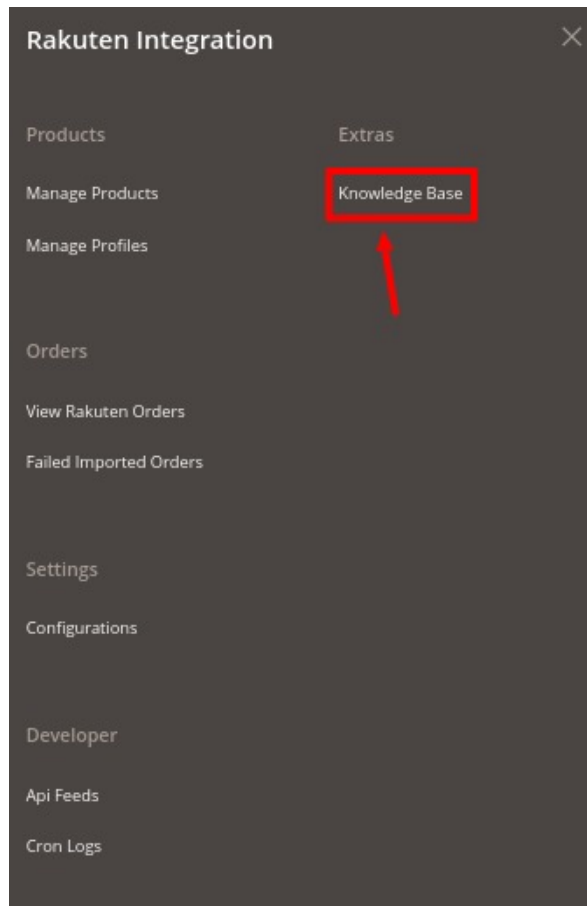 Rakuten Integration
Products
Manage Products
Manage Profiles
Orders
View Rakuten Orders
Failed Imported Orders
Settings
Configurations
Developer
Api Feeds
Cron Logs
Extras
Knowledge Base